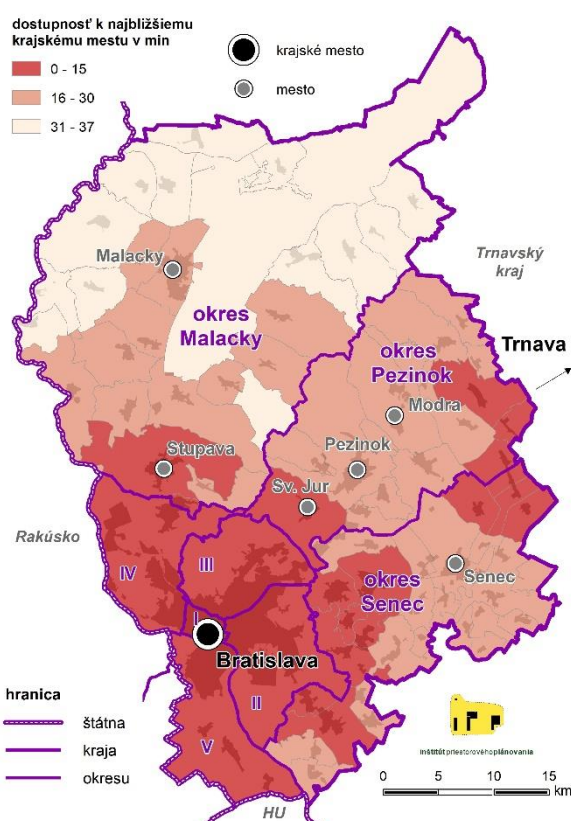 dostupnosť k najbližšiemu
krajskému mestu v min
0 - 15
16 - 30
31 - 37
krajské mesto
mesto
Malacky
Trnavský
kraj
okres
Malacky
okres
Pezinok
Trnava
Modra
Stupava
Pezinok
Sv. Jur
Rakúsko
IV
III
okres
Senec
Senec
I
Bratislava
II
V
hranica
štátna
kraja
okresu
HU
inštitút priestorového plánovania
0 5 10 15
km